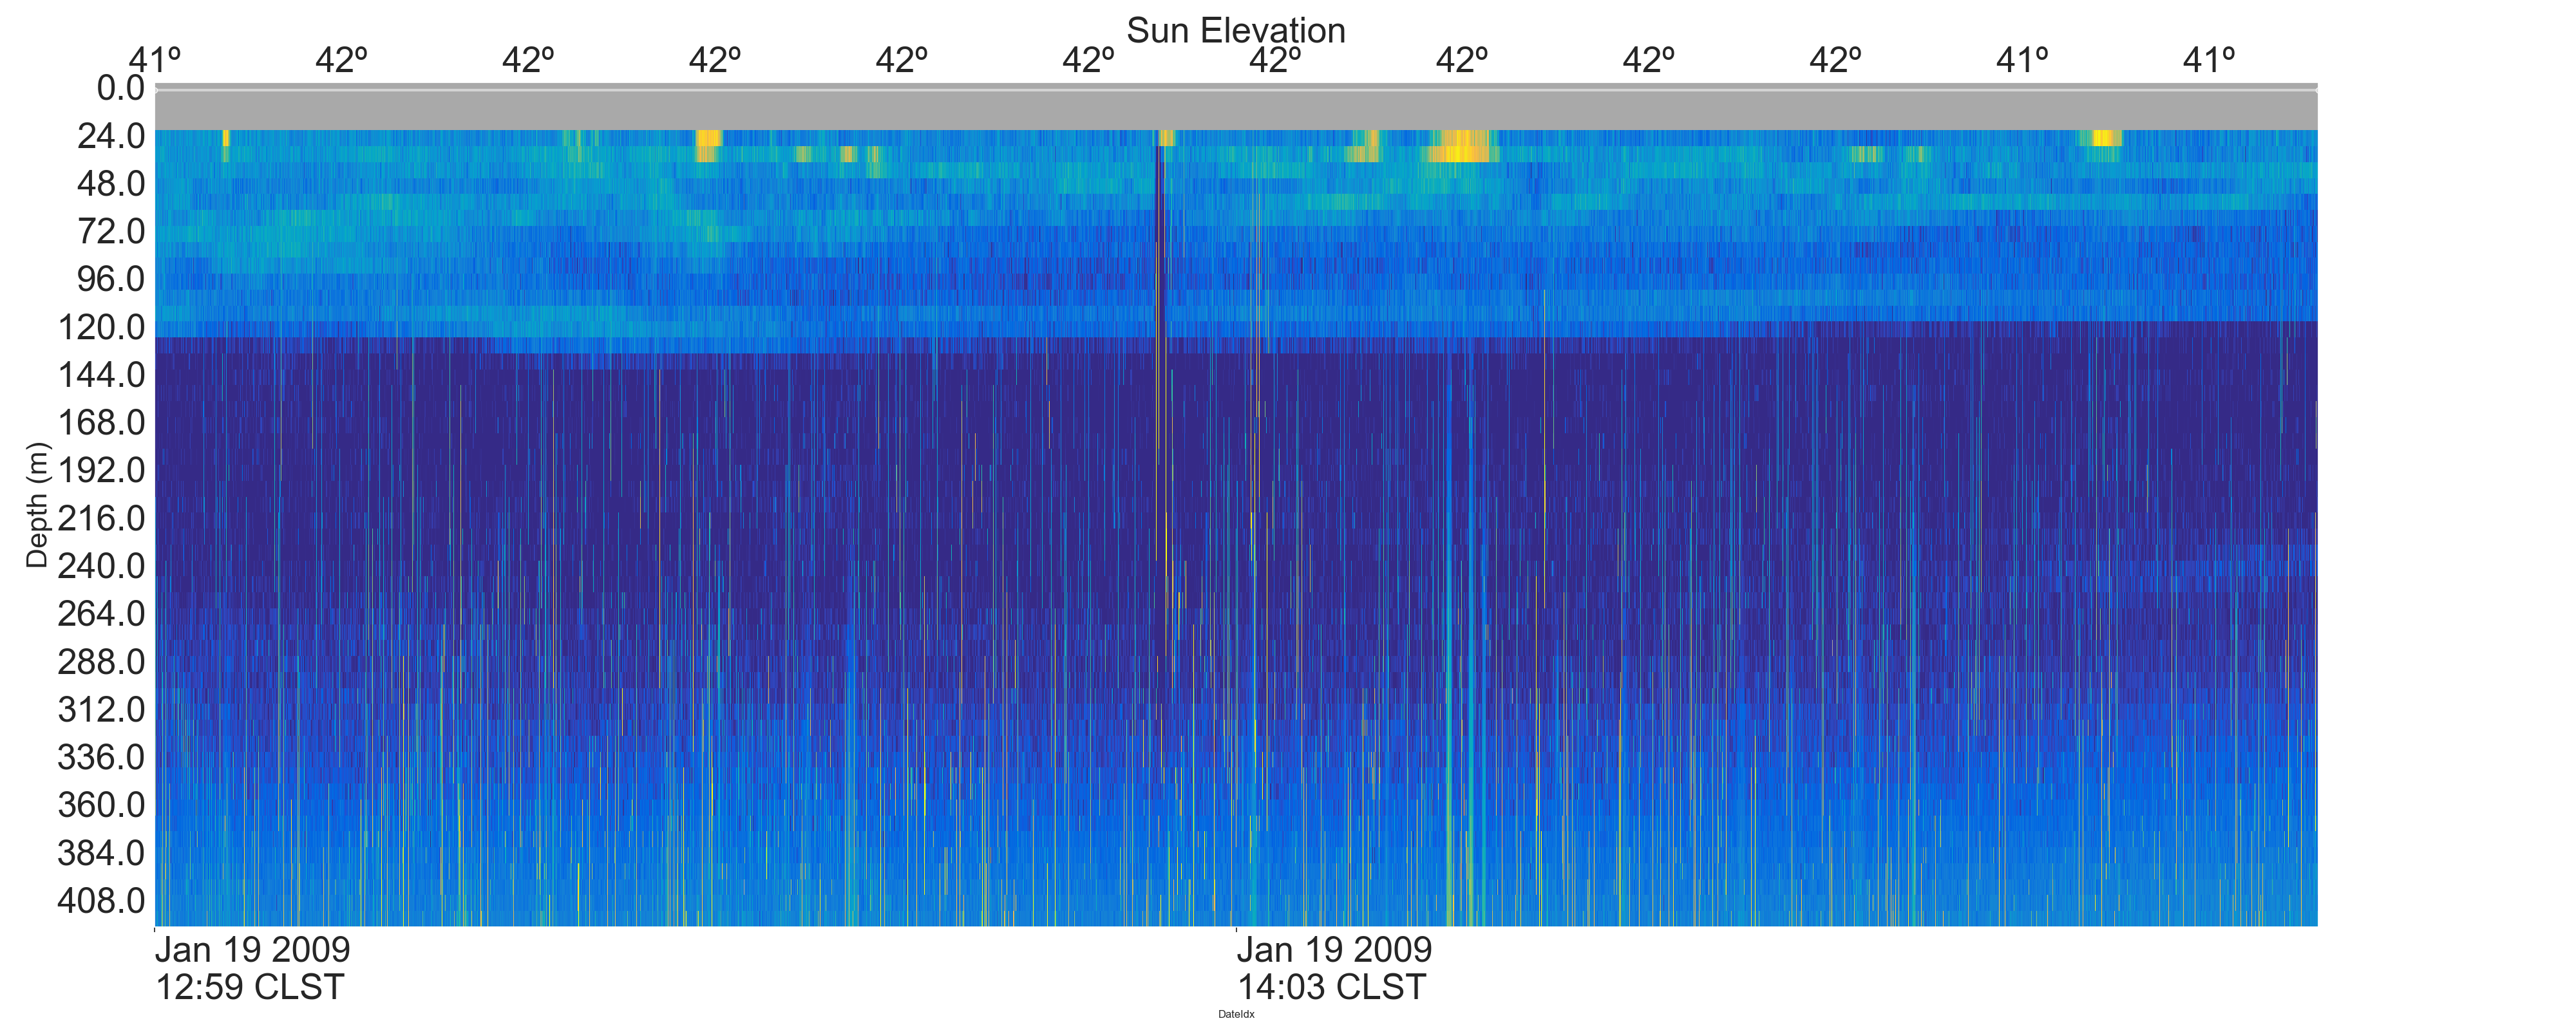 Sun Elevation
41º 42º 42º 42º 42º 42º 42º 42º 42º 42º 41º 41º
0.0
24.0
48.0
72.0
96.0
120.0
144.0
168.0
192.0
216.0
240.0
264.0
288.0
312.0
336.0
360.0
384.0
408.0
Depth (m)
Jan 19 2009
12:59 CLST
Jan 19 2009
14:03 CLST
DateIdx